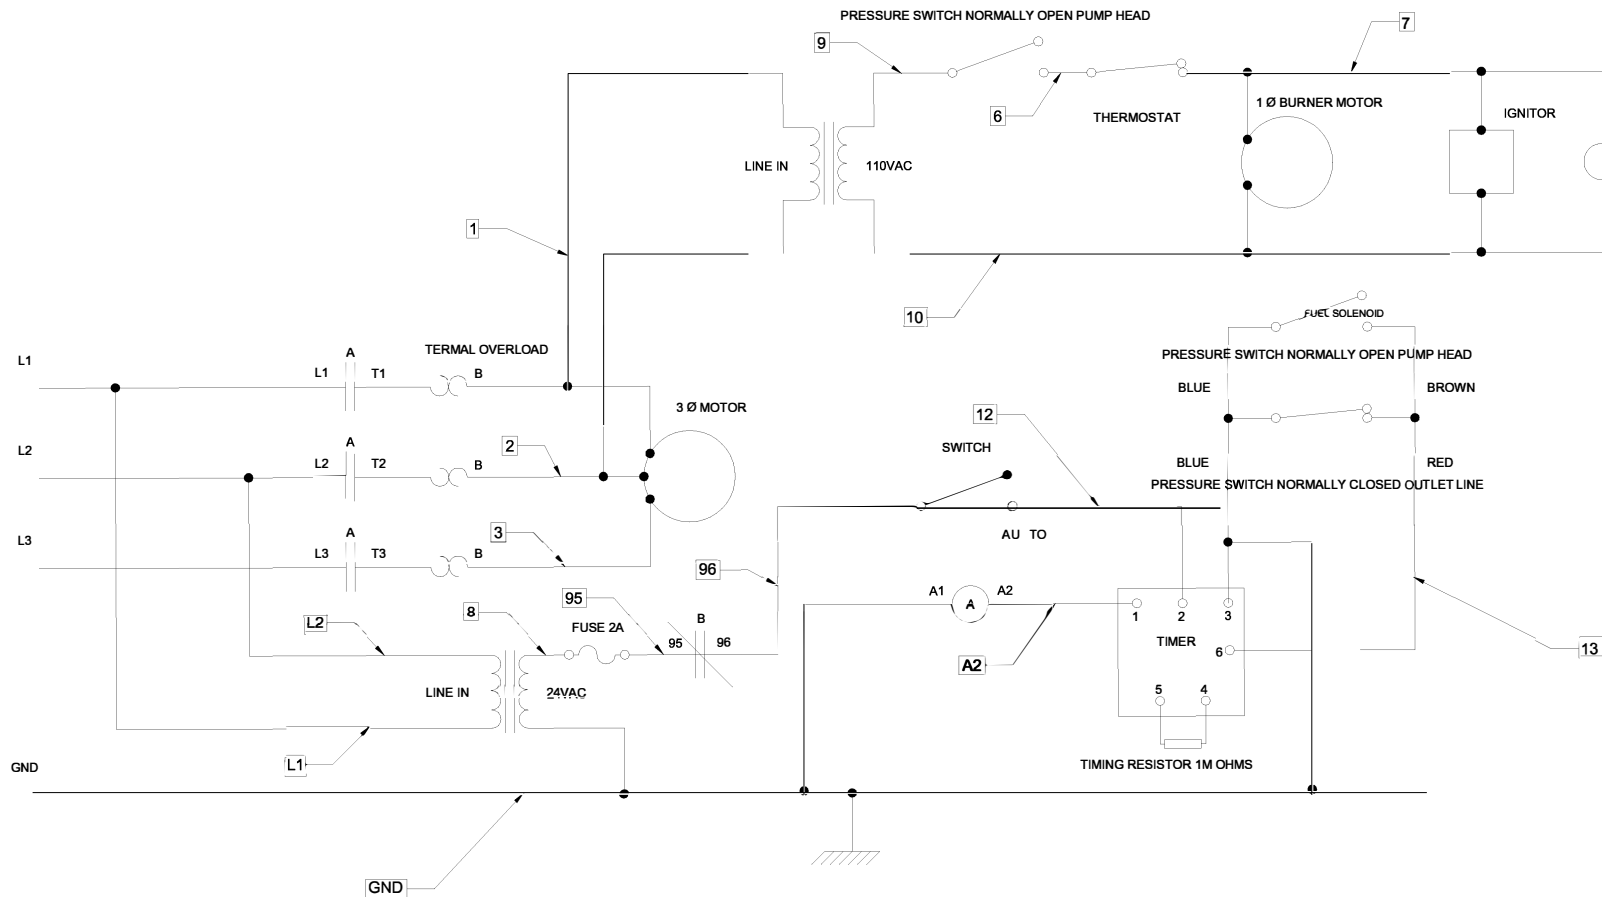 PRESSURE SWITCH NORMALLY OPEN PUMP HEAD
7
9
1 Ø BURNER MOTOR
6
THERMOSTAT
IGNITOR
LINE IN
110VAC
1
10
FUEL SOLENOID
TERMAL OVERLOAD
PRESSURE SWITCH NORMALLY OPEN PUMP HEAD
L1
A
L1
T1
B
BLUE
BROWN
3 Ø MOTOR
12
L2
A
L2
T2
B
2
SWITCH
BLUE
RED
PRESSURE SWITCH NORMALLY CLOSED OUTLET LINE
L3
A
L3
T3
B
3
AU TO
96
A1
A
A2
L2
8
95
FUSE 2A
B
95
96
1
2
3
TIMER
6
13
A2
LINE IN
24VAC
5
4
L1
GND
TIMING RESISTOR 1M OHMS
GND